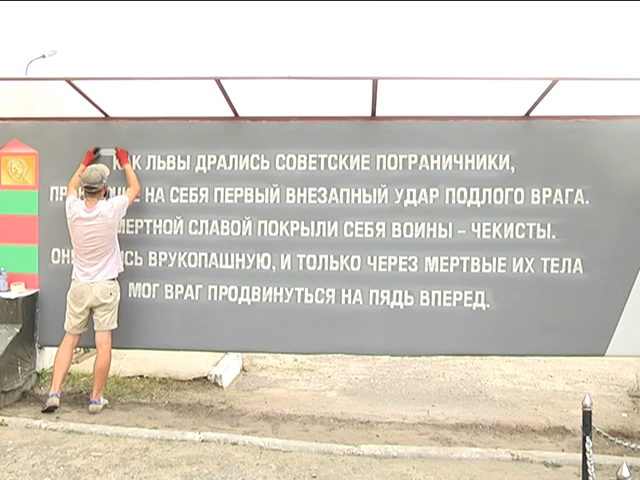 КАК ЛЬВЫ ДРАЛИСЬ СОВЕТСКИЕ ПОГРАНИЧНИКИ,
НА СЕБЯ ПЕРВЫЙ ВНЕЗАПНЫЙ УДАР ПОДЛОГО ВРАГА.
СЛАВОЙ ПОКРЫЛИ СЕБЯ ВОИНЫ – ЧЕКИСТЫ.
ВРУКОПАШНУЮ, И ТОЛЬКО ЧЕРЕЗ МЕРТВЫЕ ИХ ТЕЛА
МОГ ВРАГ ПРОДВИНУТЬСЯ НА ПЯДЬ ВПЕРЕД.